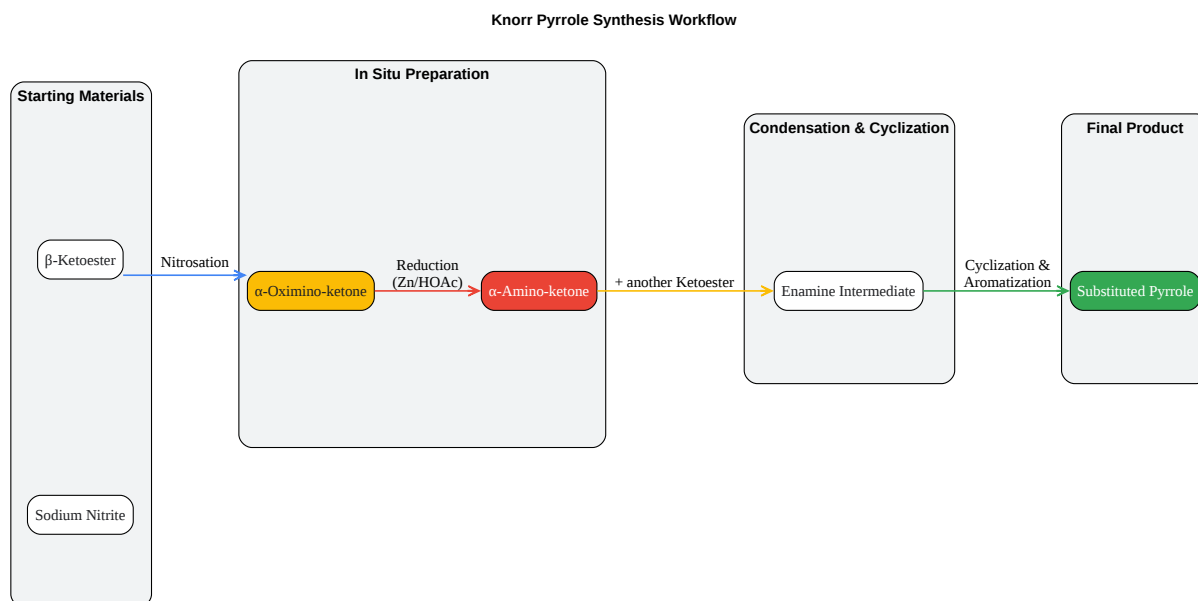 Knorr Pyrrole Synthesis Workflow
Starting Materials
β-Ketoester
Sodium Nitrite
Nitrosation
In Situ Preparation
α-Oximino-ketone
Reduction
(Zn/HOAc)
α-Amino-ketone
+ another Ketoester
Condensation & Cyclization
Enamine Intermediate
Cyclization &
Aromatization
Final Product
Substituted Pyrrole